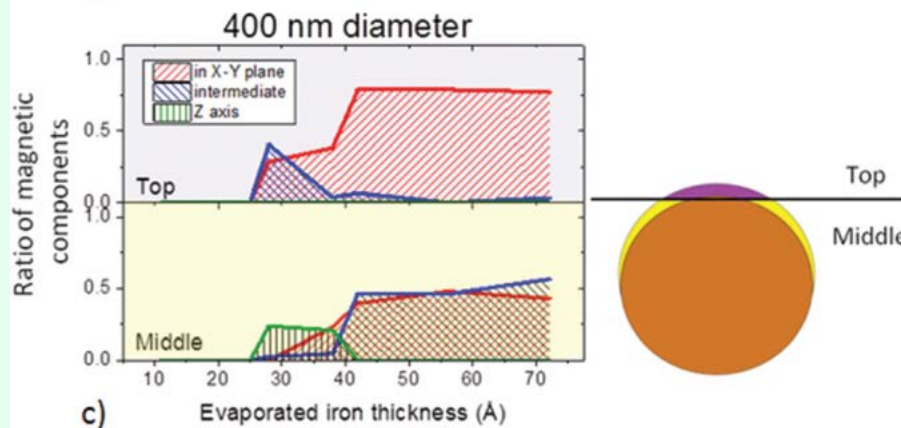 400 nm diameter
Ratio of magnetic
components
1.0
0.5
0.0
in X-Y plane
intermediate
Z axis
Top
1.0
0.5
0.0
Middle
10 20 30 40 50 60 70
Evaporated iron thickness (Å)
c)
Top
Middle